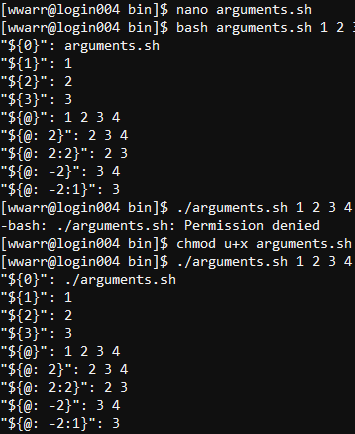 [wwarr@login004 bin]$ nano arguments.sh
[wwarr@login004 bin]$ bash arguments.sh 1 2 3
"${0}": arguments.sh
"${1}": 1
"${2}": 2
"${3}": 3
"${@}": 1 2 3 4
"${@: 2}": 2 3 4
"${@: 2:2}": 2 3
"${@: -2}": 3 4
"${@: -2:1}": 3
[wwarr@login004 bin]$ ./arguments.sh 1 2 3 4
-bash: ./arguments.sh: Permission denied
[wwarr@login004 bin]$ chmod u+x arguments.sh
[wwarr@login004 bin]$ ./arguments.sh 1 2 3 4
"${0}": ./arguments.sh
"${1}": 1
"${2}": 2
"${3}": 3
"${@}": 1 2 3 4
"${@: 2}": 2 3 4
"${@: 2:2}": 2 3
"${@: -2}": 3 4
"${@: -2:1}": 3